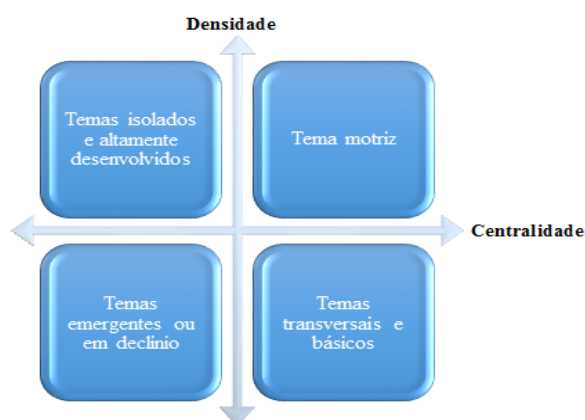 Densidade
Temas isolados
e altamente
desenvolvidos
Tema motriz
Centralidade
Temas
emergentes ou
em declínio
Temas
transversais e
básicos